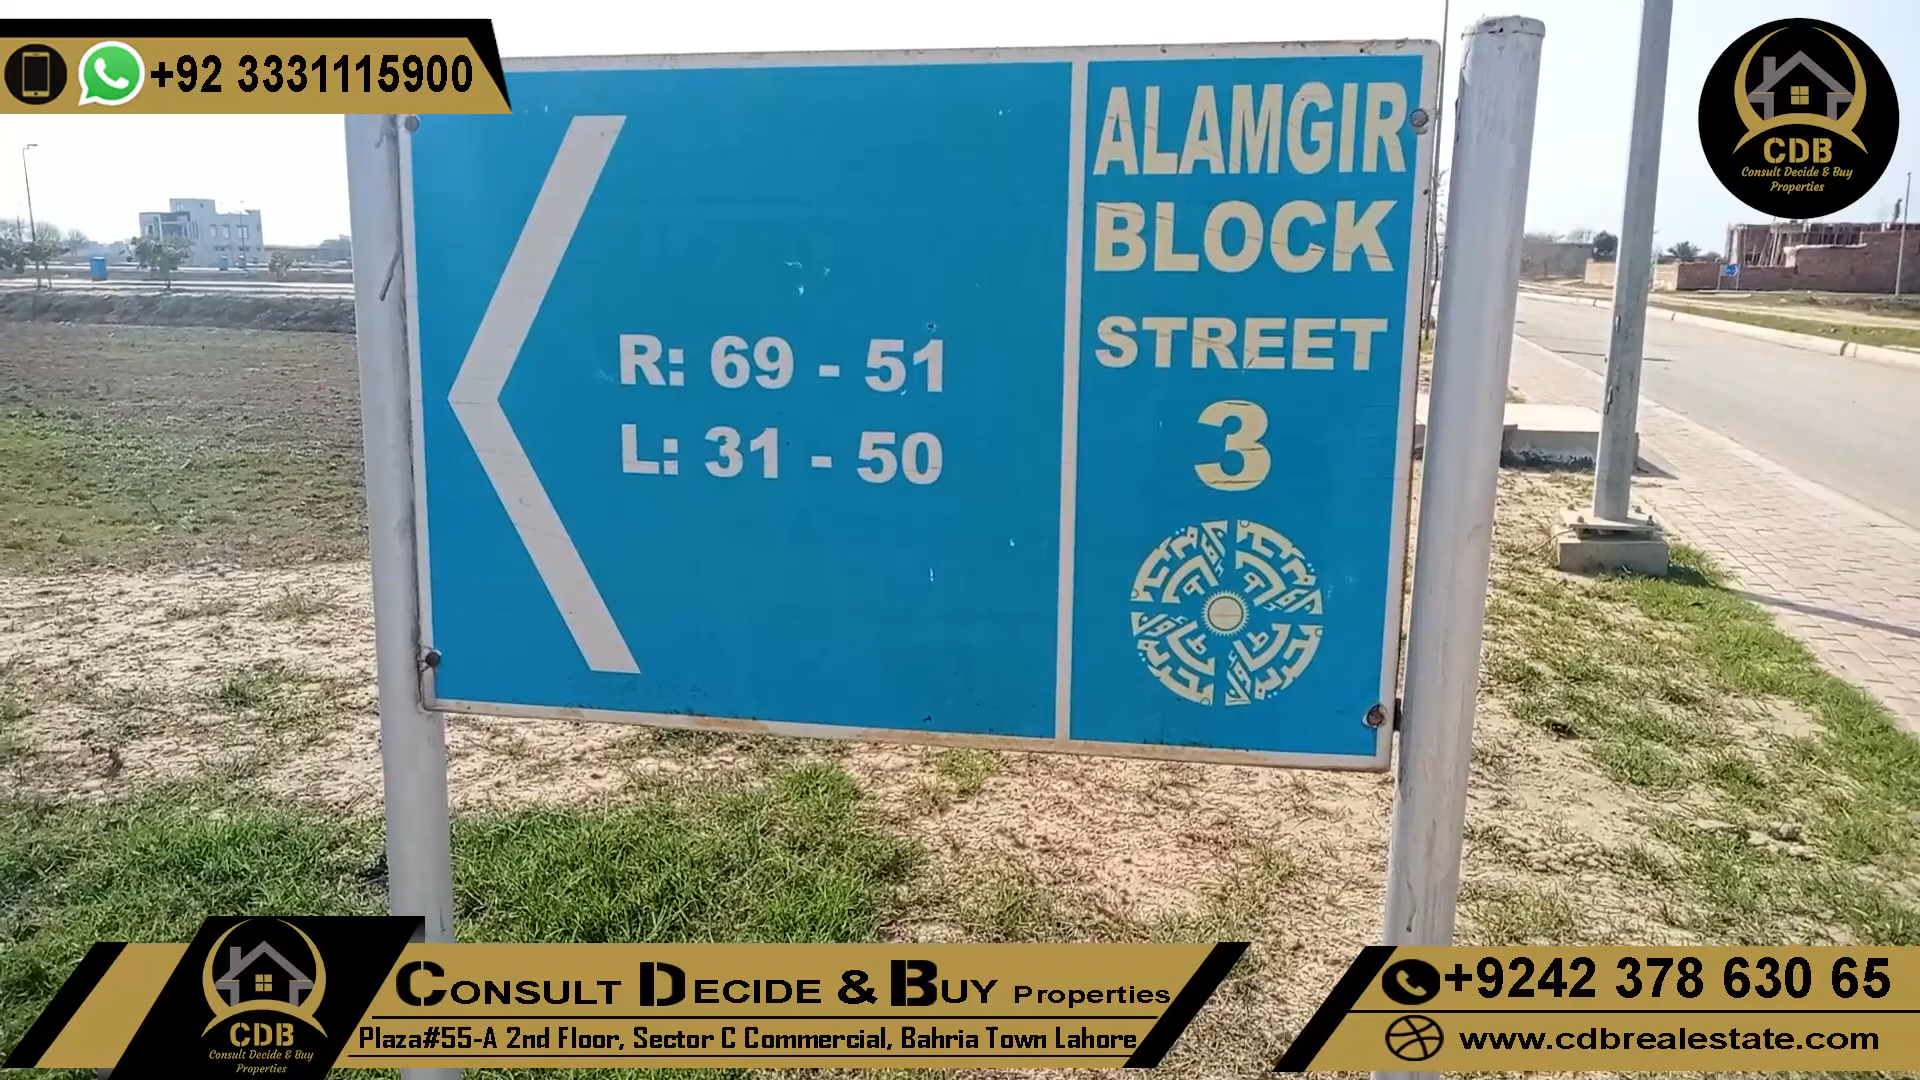 +92 3331115900
CDB
Consult Decide & Buy
Properties
ALAMGIR
BLOCK
STREET
3
R: 69 - 51
L: 31 - 50
CDB
Consult Decide & Buy
Properties
CONSULT DECIDE & BUY Properties
Plaza#55-A 2nd Floor, Sector C Commercial, Bahria Town Lahore
+9242 378 630 65
www.cdbrealestate.com